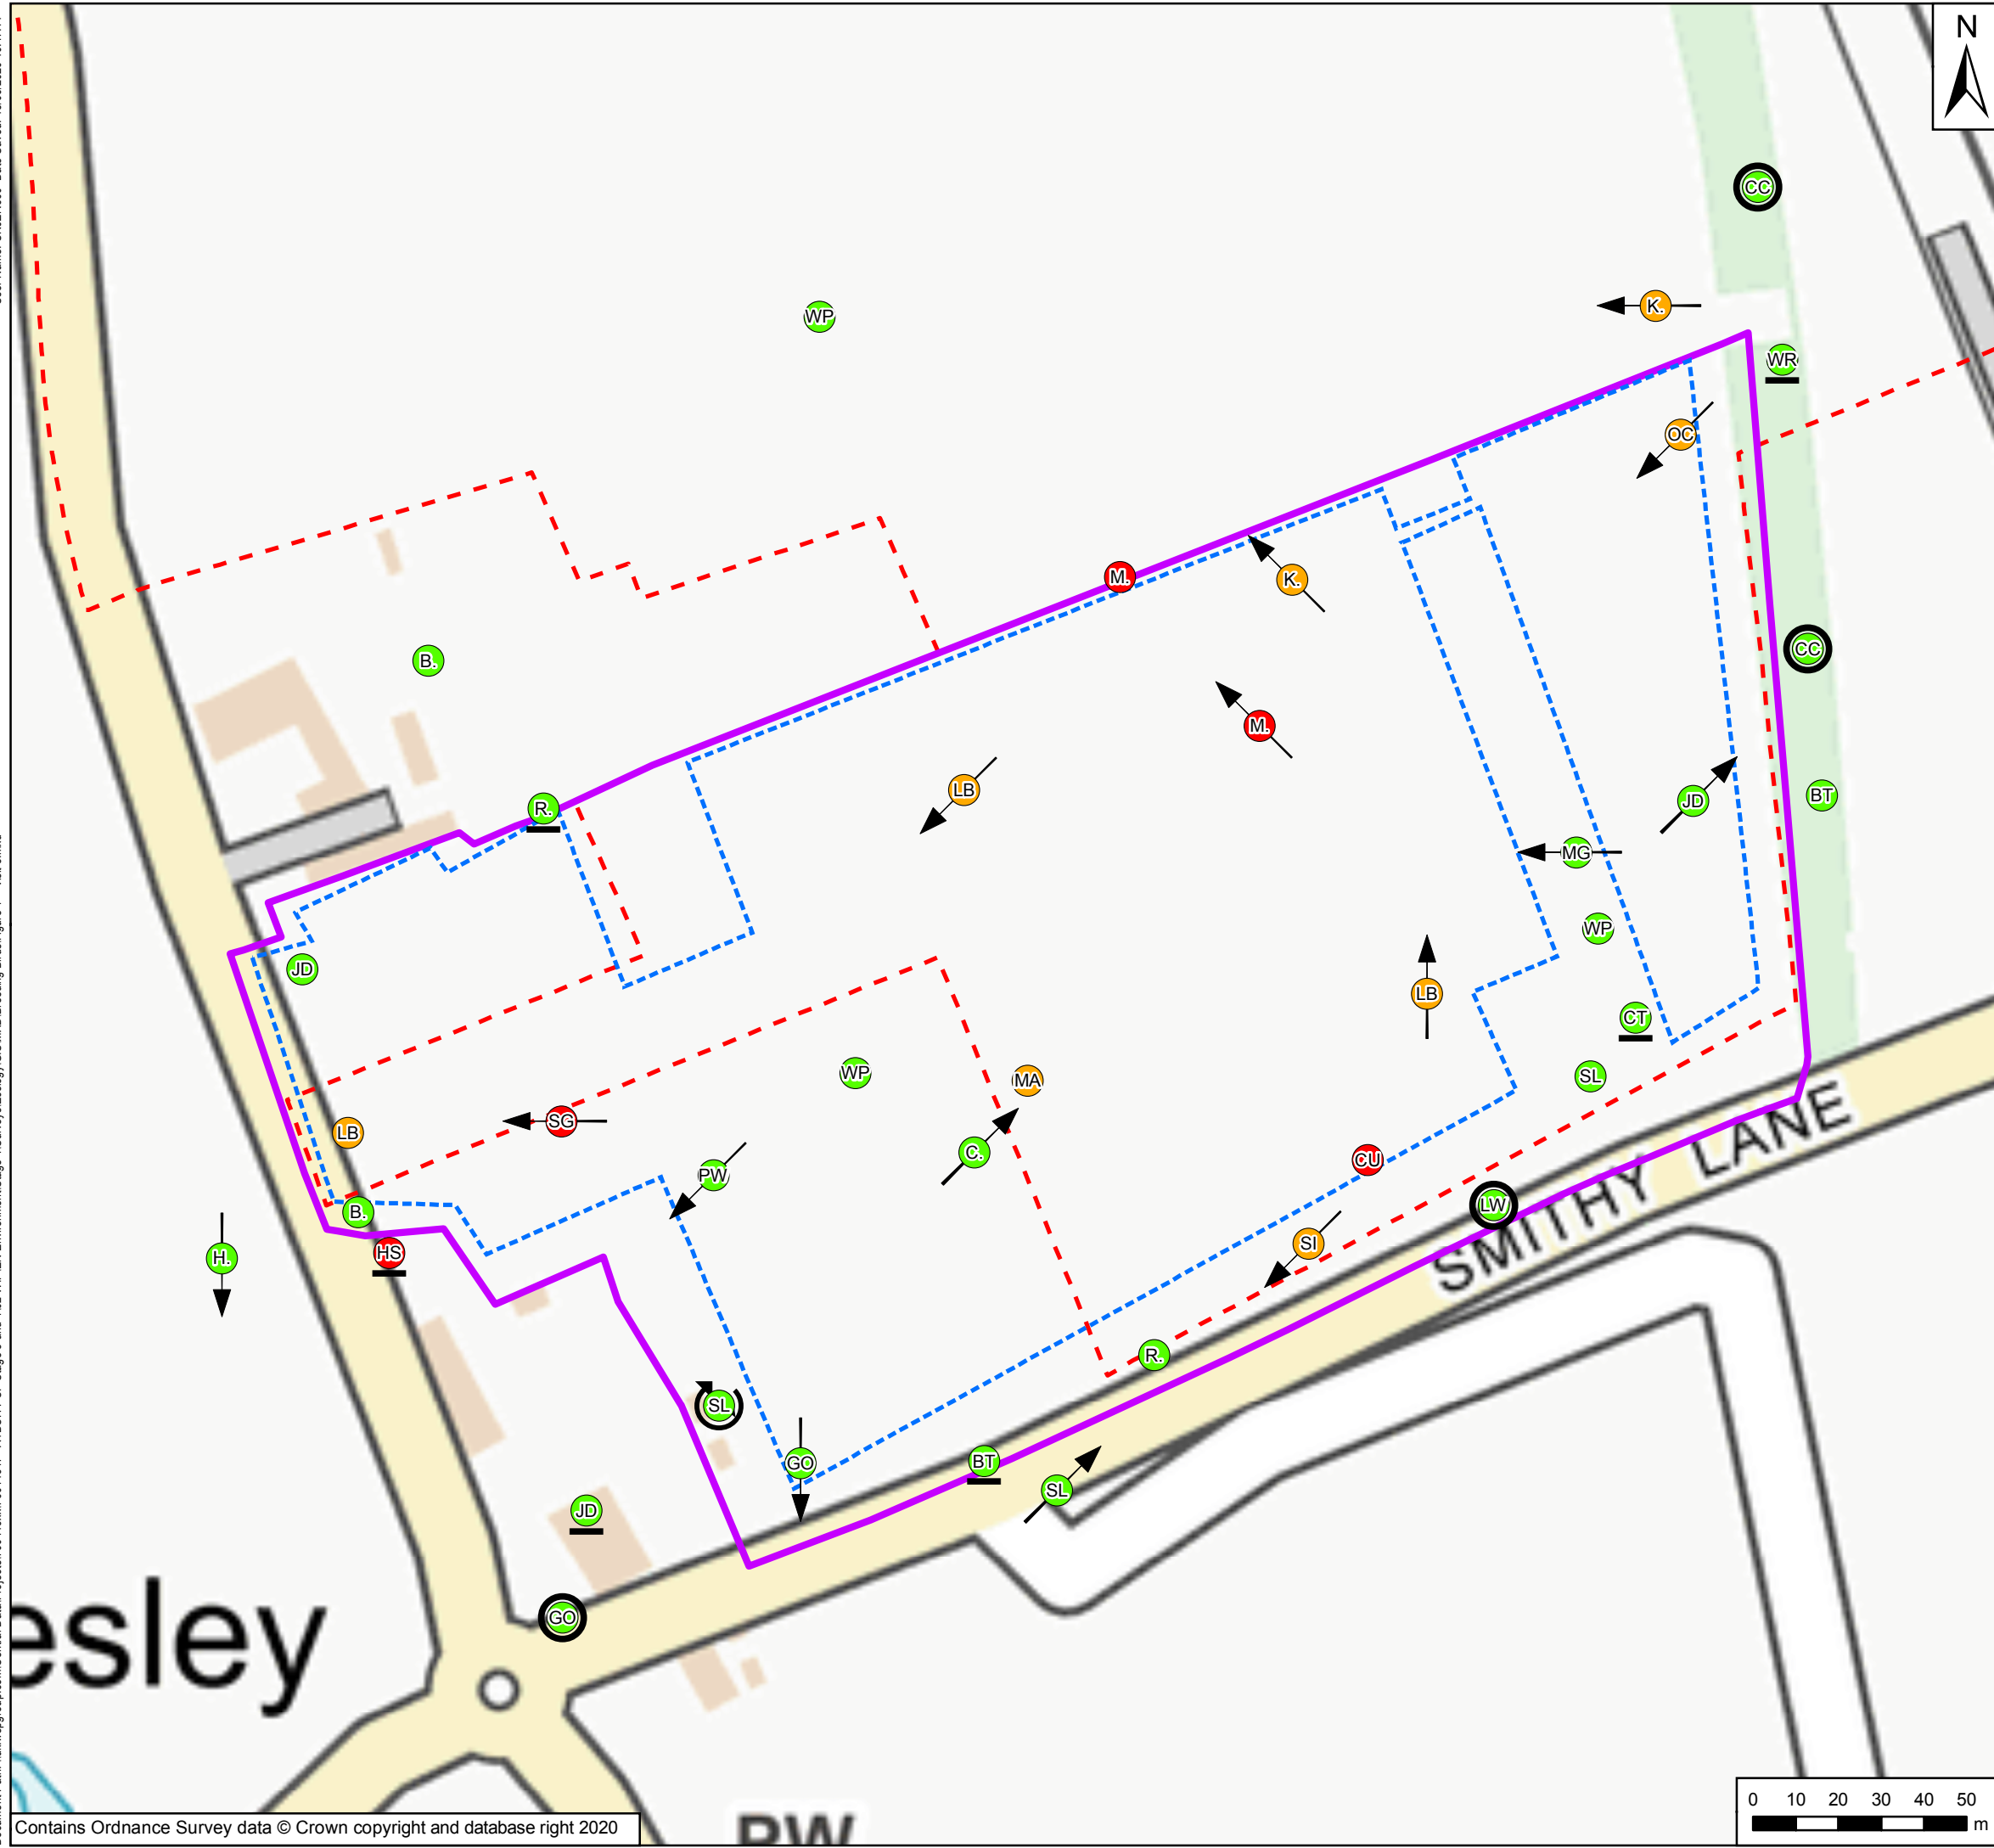 N
CC
K.
WP
WR
OC
M.
K.
CC
B.
M.
LB
JD
BT
R.
MG
WP
JD
LB
CT
WP
MA
SL
SG
LB
C.
CU
PW
LW
B.
SI
HS
H.
SMITHY LANE
R.
SL
GO
BT
SL
JD
GO
esley
0 10 20 30 40 50
m
PW
Contains Ordnance Survey data © Crown copyright and database right 2020